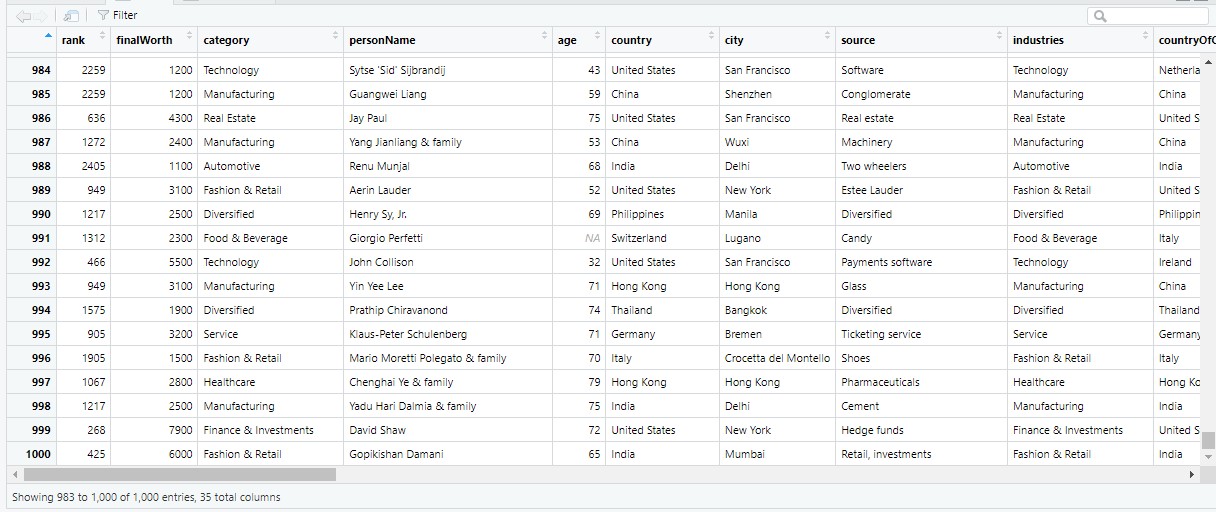 Filter
rank finalWorth category personName age country city source industries countryOfC
984 2259 1200 Technology Sytse 'Sid' Sijbrandij 43 United States San Francisco Software Technology Netherla
985 2259 1200 Manufacturing Guangwei Liang 59 China Shenzhen Conglomerate Manufacturing China
986 636 4300 Real Estate Jay Paul 75 United States San Francisco Real estate Real Estate United S
987 1272 2400 Manufacturing Yang Jianliang & family 53 China Wuxi Machinery Manufacturing China
988 2405 1100 Automotive Renu Munjal 68 India Delhi Two wheelers Automotive India
989 949 3100 Fashion & Retail Aerin Lauder 52 United States New York Estee Lauder Fashion & Retail United S
990 1217 2500 Diversified Henry Sy, Jr. 69 Philippines Manila Diversified Diversified Philippin
991 1312 2300 Food & Beverage Giorgio Perfetti NA Switzerland Lugano Candy Food & Beverage Italy
992 466 5500 Technology John Collison 32 United States San Francisco Payments software Technology Ireland
993 949 3100 Manufacturing Yin Yee Lee 71 Hong Kong Hong Kong Glass Manufacturing China
994 1575 1900 Diversified Prathip Chiravanond 74 Thailand Bangkok Diversified Diversified Thailand
995 905 3200 Service Klaus-Peter Schulenberg 71 Germany Bremen Ticketing service Service Germany
996 1905 1500 Fashion & Retail Mario Moretti Polegato & family 70 Italy Crocetta del Montello Shoes Fashion & Retail Italy
997 1067 2800 Healthcare Chenghai Ye & family 79 Hong Kong Hong Kong Pharmaceuticals Healthcare Hong Ko
998 1217 2500 Manufacturing Yadu Hari Dalmia & family 75 India Delhi Cement Manufacturing India
999 268 7900 Finance & Investments David Shaw 72 United States New York Hedge funds Finance & Investments United S
1000 425 6000 Fashion & Retail Gopikishan Damani 65 India Mumbai Retail, investments Fashion & Retail India
Showing 983 to 1,000 of 1,000 entries, 35 total columns